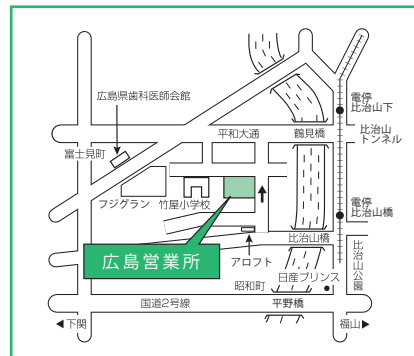 広島県歯科医師会館
電停
比治山下
富士見町
平和大通
鶴見橋
比治山
トンネル
フジグラン
竹屋小学校
電停
比治山橋
広島営業所
アロフト
比治山橋
比治山公園
昭和町
日産プリンス
国道2号線
平野橋
下関
福山